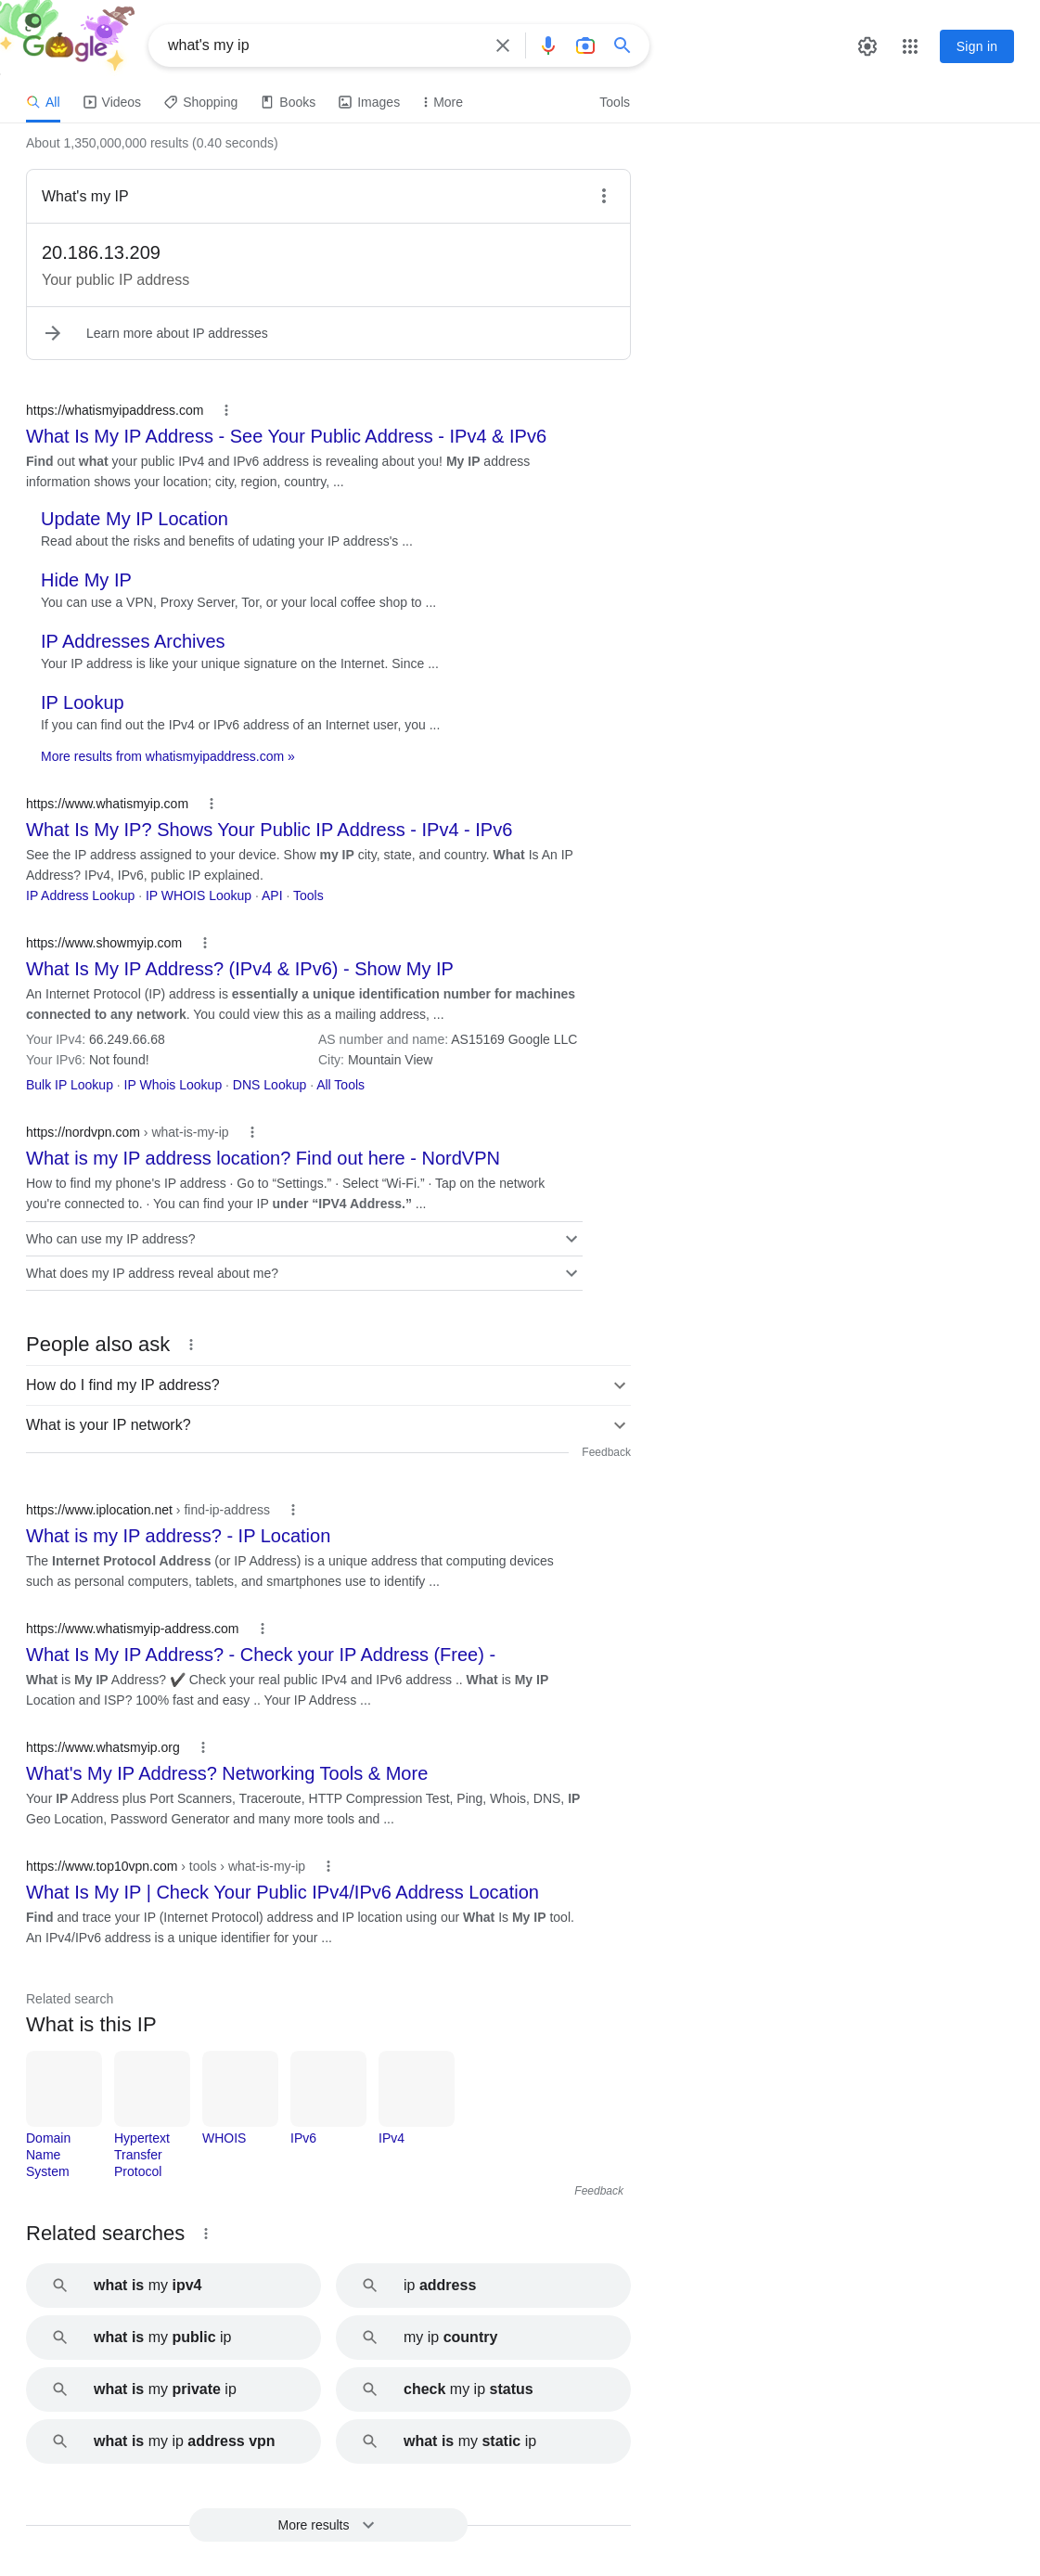 Google
what's my ip
Sign in
All
Videos
Shopping
Books
Images
More
Tools
About 1,350,000,000 results (0.40 seconds)
What's my IP
20.186.13.209
Your public IP address
Learn more about IP addresses
https://whatismyipaddress.com
What Is My IP Address - See Your Public Address - IPv4 & IPv6
Find out what your public IPv4 and IPv6 address is revealing about you! My IP address
information shows your location; city, region, country, ...
Update My IP Location
Read about the risks and benefits of udating your IP address's ...
Hide My IP
You can use a VPN, Proxy Server, Tor, or your local coffee shop to ...
IP Addresses Archives
Your IP address is like your unique signature on the Internet. Since ...
IP Lookup
If you can find out the IPv4 or IPv6 address of an Internet user, you ...
More results from whatismyipaddress.com »
https://www.whatismyip.com
What Is My IP? Shows Your Public IP Address - IPv4 - IPv6
See the IP address assigned to your device. Show my IP city, state, and country. What Is An IP
Address? IPv4, IPv6, public IP explained.
IP Address Lookup · IP WHOIS Lookup · API · Tools
https://www.showmyip.com
What Is My IP Address? (IPv4 & IPv6) - Show My IP
An Internet Protocol (IP) address is essentially a unique identification number for machines
connected to any network. You could view this as a mailing address, ...
Your IPv4: 66.249.66.68
AS number and name: AS15169 Google LLC
Your IPv6: Not found!
City: Mountain View
Bulk IP Lookup · IP Whois Lookup · DNS Lookup · All Tools
https://nordvpn.com › what-is-my-ip
What is my IP address location? Find out here - NordVPN
How to find my phone's IP address · Go to “Settings.” · Select “Wi-Fi.” · Tap on the network
you're connected to. · You can find your IP under “IPV4 Address.” ...
Who can use my IP address?
What does my IP address reveal about me?
People also ask
How do I find my IP address?
What is your IP network?
Feedback
https://www.iplocation.net › find-ip-address
What is my IP address? - IP Location
The Internet Protocol Address (or IP Address) is a unique address that computing devices
such as personal computers, tablets, and smartphones use to identify ...
https://www.whatismyip-address.com
What Is My IP Address? - Check your IP Address (Free) -
What is My IP Address? ✔️ Check your real public IPv4 and IPv6 address .. What is My IP
Location and ISP? 100% fast and easy .. Your IP Address ...
https://www.whatsmyip.org
What's My IP Address? Networking Tools & More
Your IP Address plus Port Scanners, Traceroute, HTTP Compression Test, Ping, Whois, DNS, IP
Geo Location, Password Generator and many more tools and ...
https://www.top10vpn.com › tools › what-is-my-ip
What Is My IP | Check Your Public IPv4/IPv6 Address Location
Find and trace your IP (Internet Protocol) address and IP location using our What Is My IP tool.
An IPv4/IPv6 address is a unique identifier for your ...
Related search
What is this IP
Domain
Name
System
Hypertext
Transfer
Protocol
WHOIS
IPv6
IPv4
Feedback
Related searches
what is my ipv4
ip address
what is my public ip
my ip country
what is my private ip
check my ip status
what is my ip address vpn
what is my static ip
More results